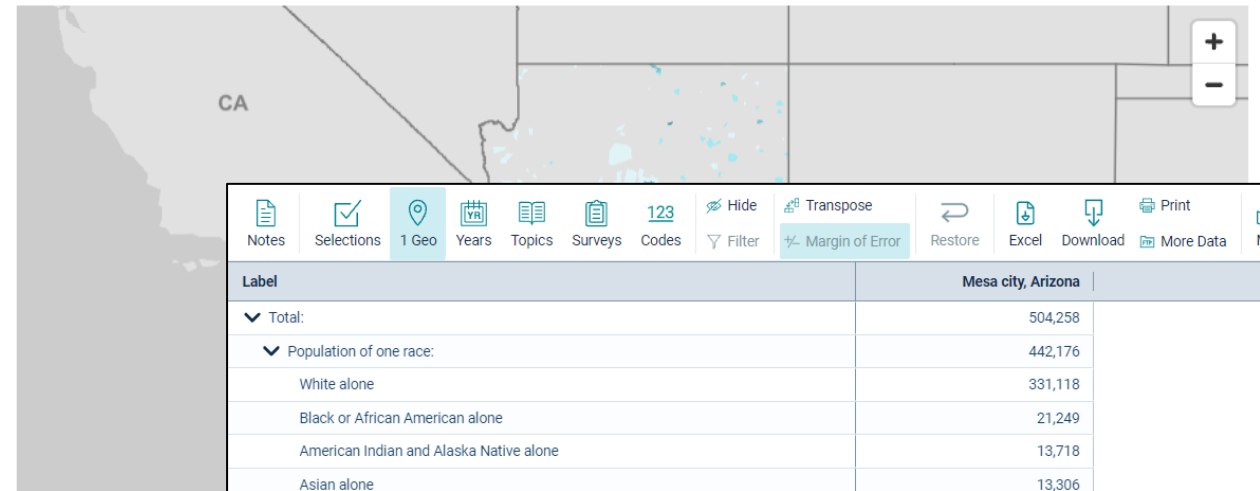 +
CA
−
Notes Selections 1 Geo Years Topics Surveys 123 Codes Hide Filter Transpose Margin of Error Restore Excel Download Print More Data
Label Mesa city, Arizona
Total: 504,258
Population of one race: 442,176
White alone 331,118
Black or African American alone 21,249
American Indian and Alaska Native alone 13,718
Asian alone 13,306